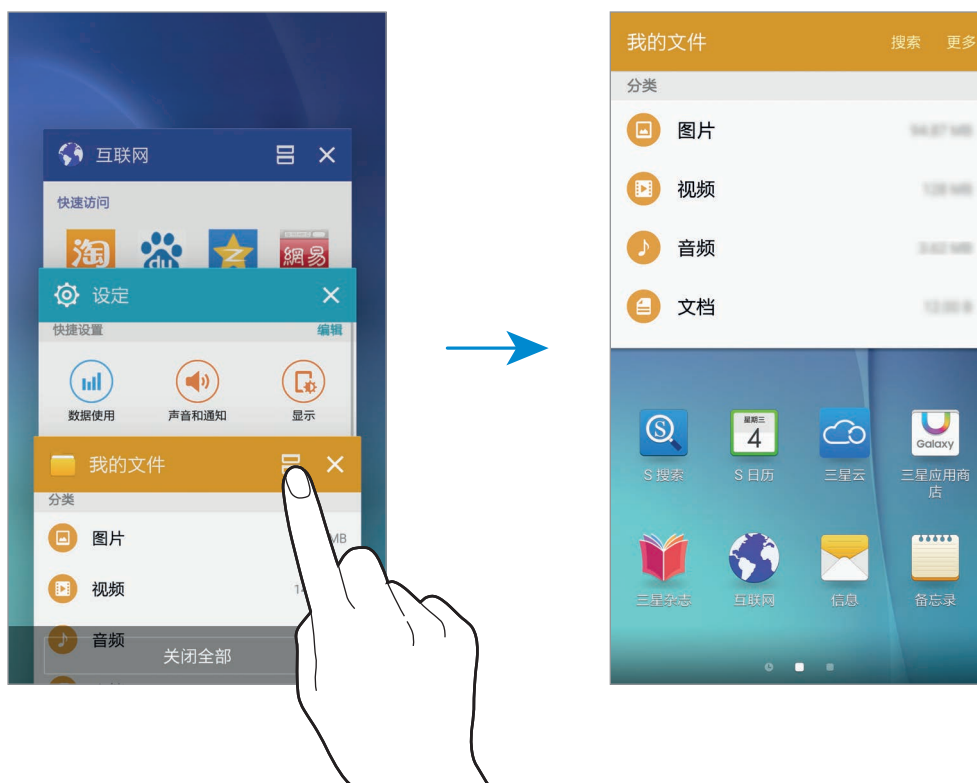 互联网
快速访问
淘
du
Z
網易
设定
快捷设置 编辑
数据使用 声音和通知 显示
我的文件
分类
图片 MB
视频
音频
关闭全部
我的文件 搜索 更多
分类
图片
视频
音频
文档
S
星期三
4
Galaxy
S 搜索 S 日历 三星云 三星应用商
店
三星杂志 互联网 信息 备忘录